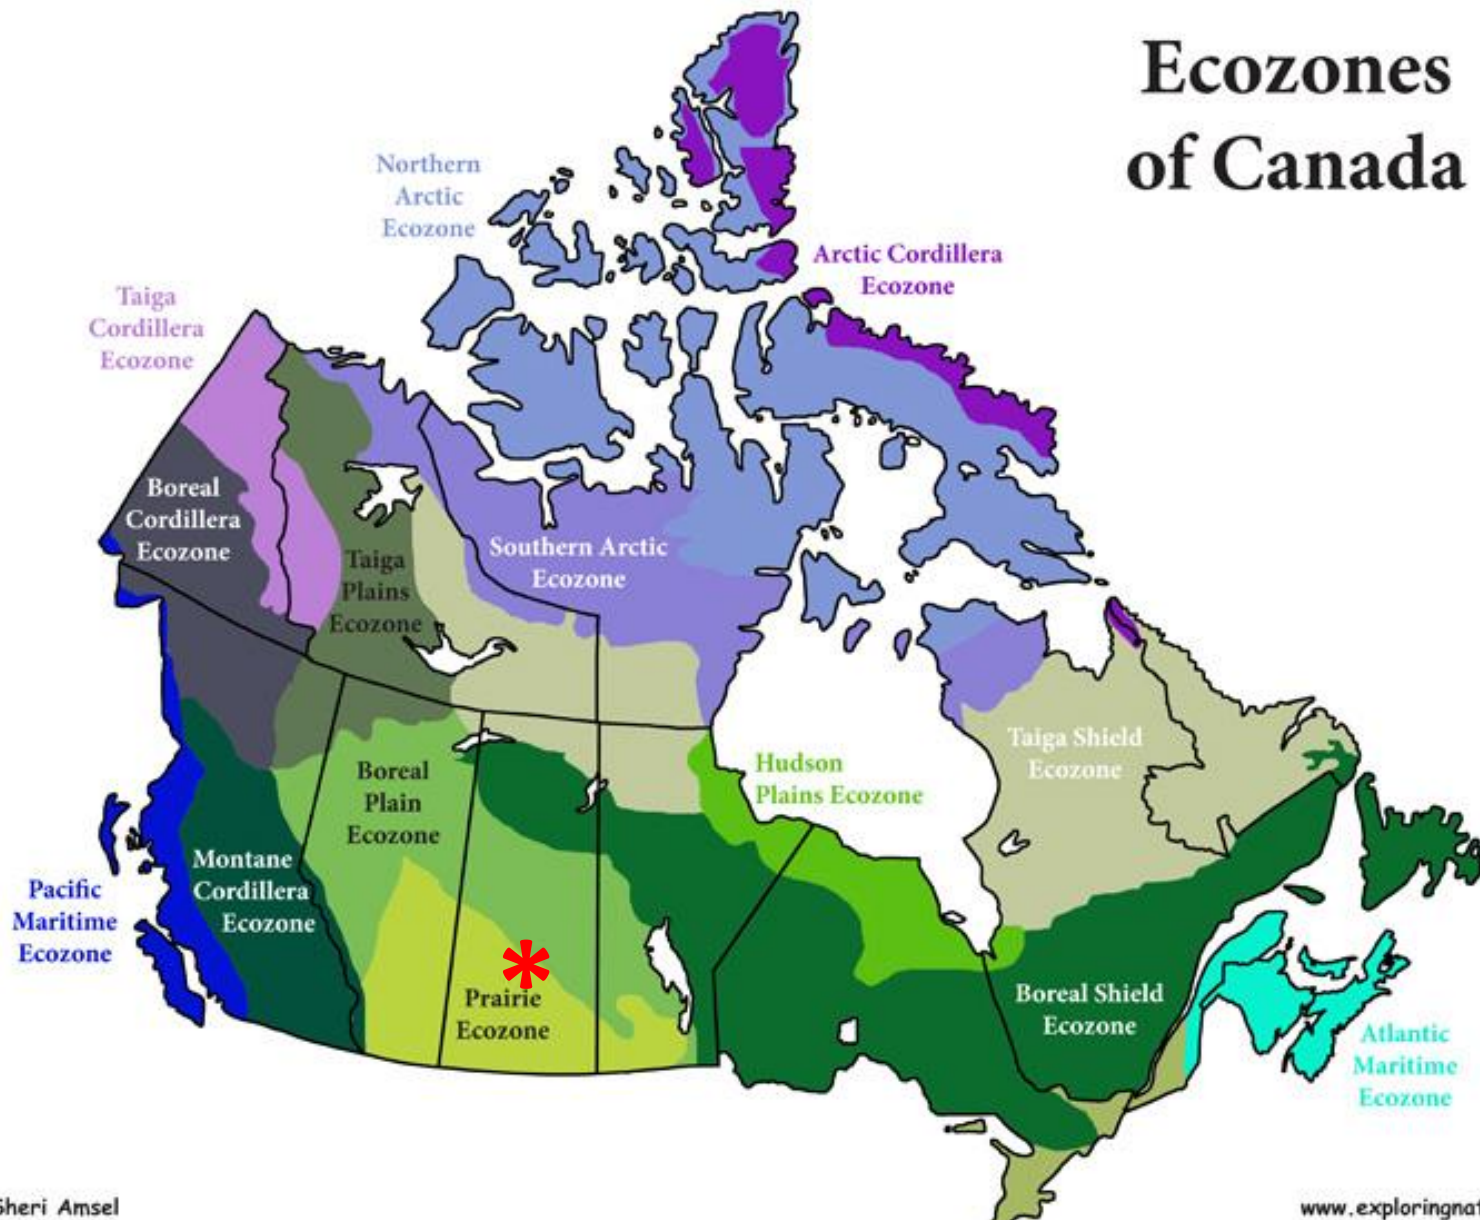 Ecozones
of Canada
Northern
Arctic
Ecozone
Arctic Cordillera
Ecozone
Taiga
Cordillera
Ecozone
Boreal
Cordillera
Ecozone
Taiga
Plains
Ecozone
Southern Arctic
Ecozone
Taiga Shield
Ecozone
Hudson
Plains Ecozone
Boreal
Plain
Ecozone
Montane
Cordillera
Ecozone
Pacific
Maritime
Ecozone
Prairie
Ecozone
Boreal Shield
Ecozone
Atlantic
Maritime
Ecozone
Sheri Amsel
www.exploringnat